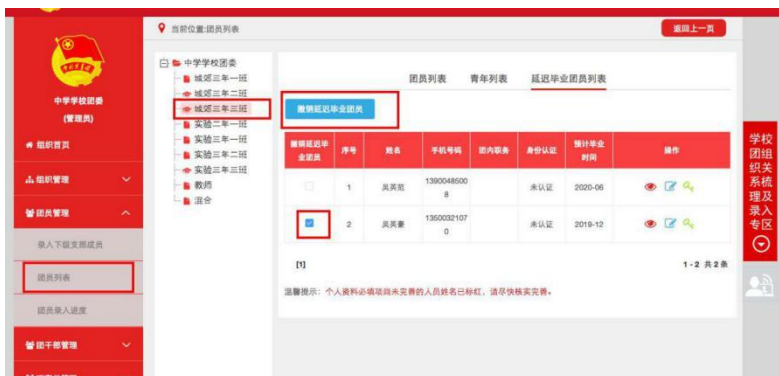 当前位置:团员列表
返回上一页
中学学校团委
(管理员)
组织首页
组织管理
团员管理
录入下级支部成员
团员列表
团员录入进度
团干部管理
中学学校团委
城郊三年一班
城郊三年二班
城郊三年三班
实验二年一班
实验三年一班
实验三年二班
实验三年三班
教师
混合
团员列表 青年列表 延迟毕业团员列表
撤销延迟毕业团员
撤销延迟毕业团员 序号 姓名 手机号码 团内职务 身份认证 预计毕业时间 操作
1 吴英范 13900486008 未认证 2020-06
2 吴英豪 13500321070 未认证 2019-12
[1]
1-2 共2条
温馨提示：个人资料必填项尚未完善的人员姓名已标红，请尽快核实完善。
学校
团组
织关
系梳
理及
录入
专区